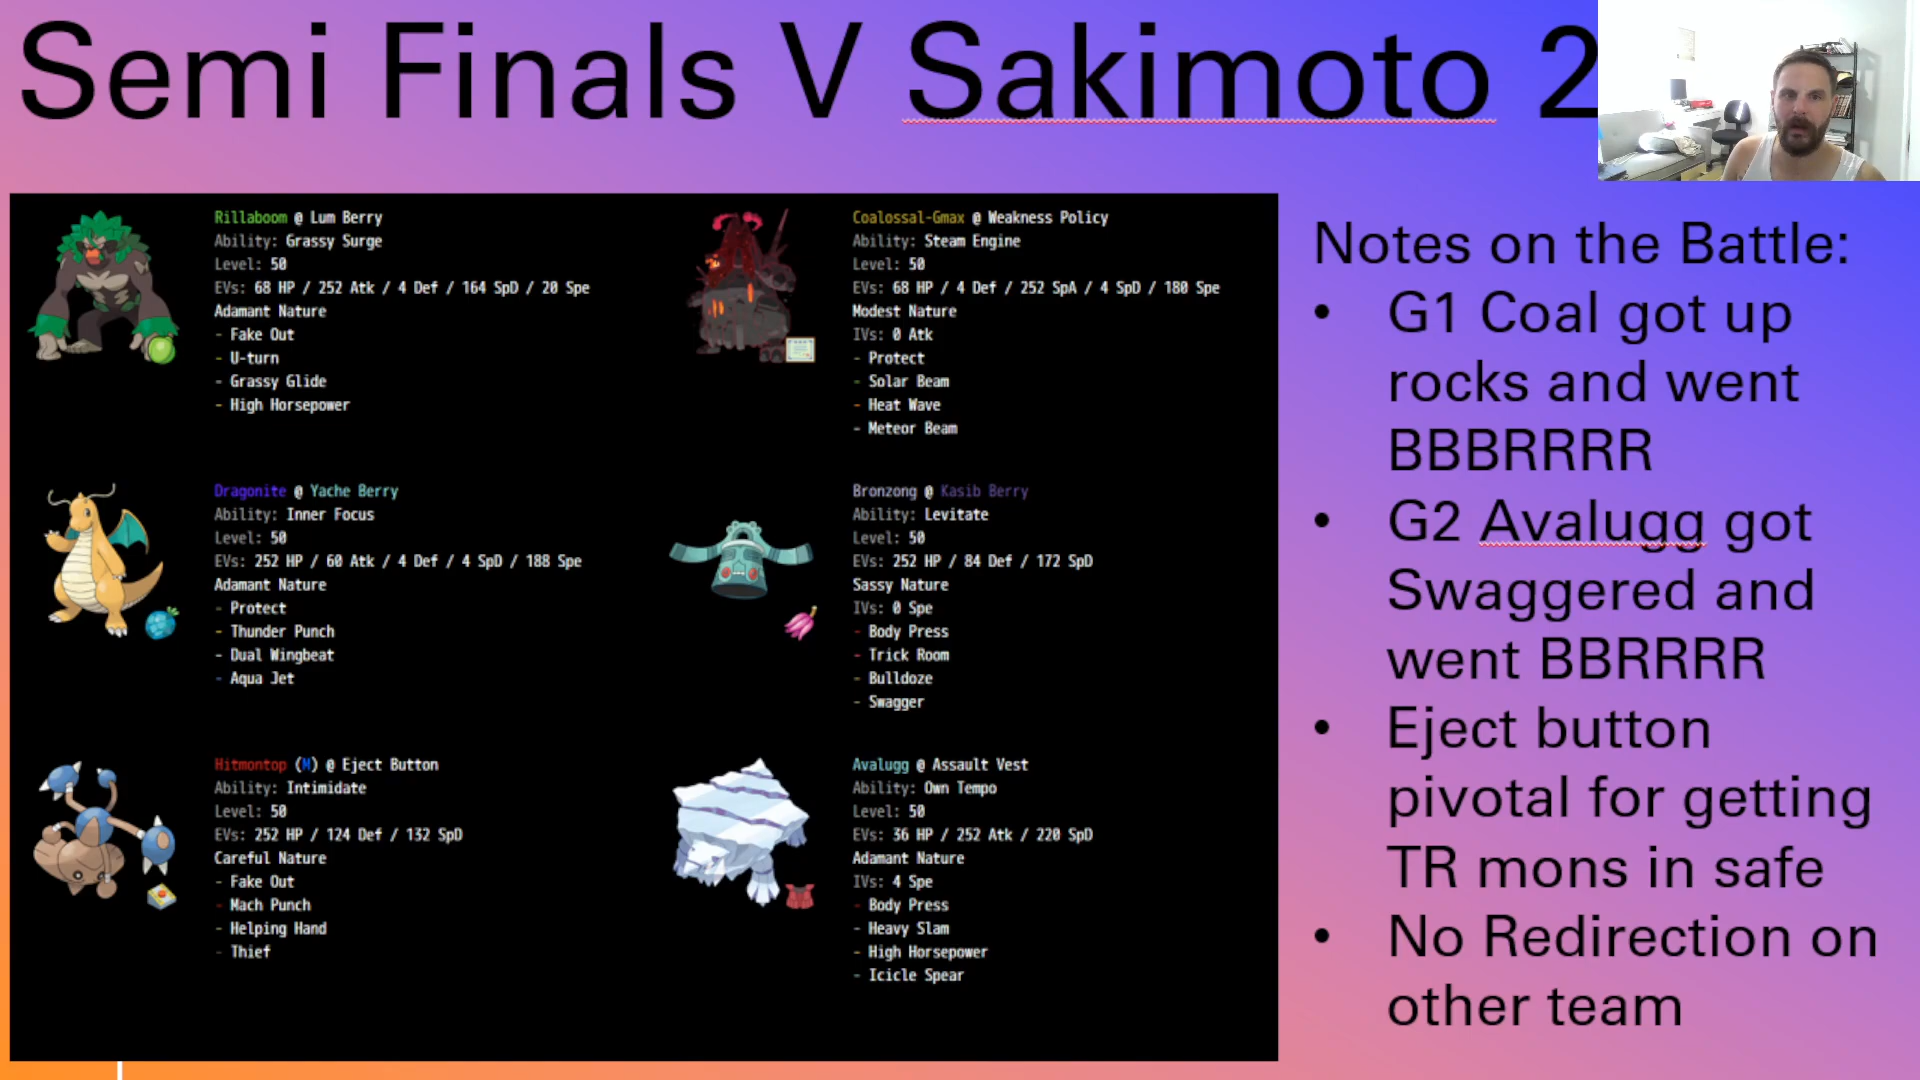 Semi Finals V Sakimoto 2
Rillaboom @ Lum Berry
Ability: Grassy Surge
Level: 50
EVs: 68 HP / 252 Atk / 4 Def / 164 SpD / 20 Spe
Adamant Nature
- Fake Out
- U-turn
- Grassy Glide
- High Horsepower
Coalossal-Gmax @ Weakness Policy
Ability: Steam Engine
Level: 50
EVs: 68 HP / 4 Def / 252 SpA / 4 SpD / 180 Spe
Modest Nature
IVs: 0 Atk
- Protect
- Solar Beam
- Heat Wave
- Meteor Beam
Dragonite @ Yache Berry
Ability: Inner Focus
Level: 50
EVs: 252 HP / 60 Atk / 4 Def / 4 SpD / 188 Spe
Adamant Nature
- Protect
- Thunder Punch
- Dual Wingbeat
- Aqua Jet
Bronzong @ Kasib Berry
Ability: Levitate
Level: 50
EVs: 252 HP / 84 Def / 172 SpD
Sassy Nature
IVs: 0 Spe
- Body Press
- Trick Room
- Bulldoze
- Swagger
Hitmontop (M) @ Eject Button
Ability: Intimidate
Level: 50
EVs: 252 HP / 124 Def / 132 SpD
Careful Nature
- Fake Out
- Mach Punch
- Helping Hand
- Thief
Avalugg @ Assault Vest
Ability: Own Tempo
Level: 50
EVs: 36 HP / 252 Atk / 220 SpD
Adamant Nature
IVs: 4 Spe
- Body Press
- Heavy Slam
- High Horsepower
- Icicle Spear
Notes on the Battle:
• G1 Coal got up
rocks and went
BBBRRRR
• G2 Avalugg got
Swaggered and
went BBRRRR
• Eject button
pivotal for getting
TR mons in safe
• No Redirection on
other team